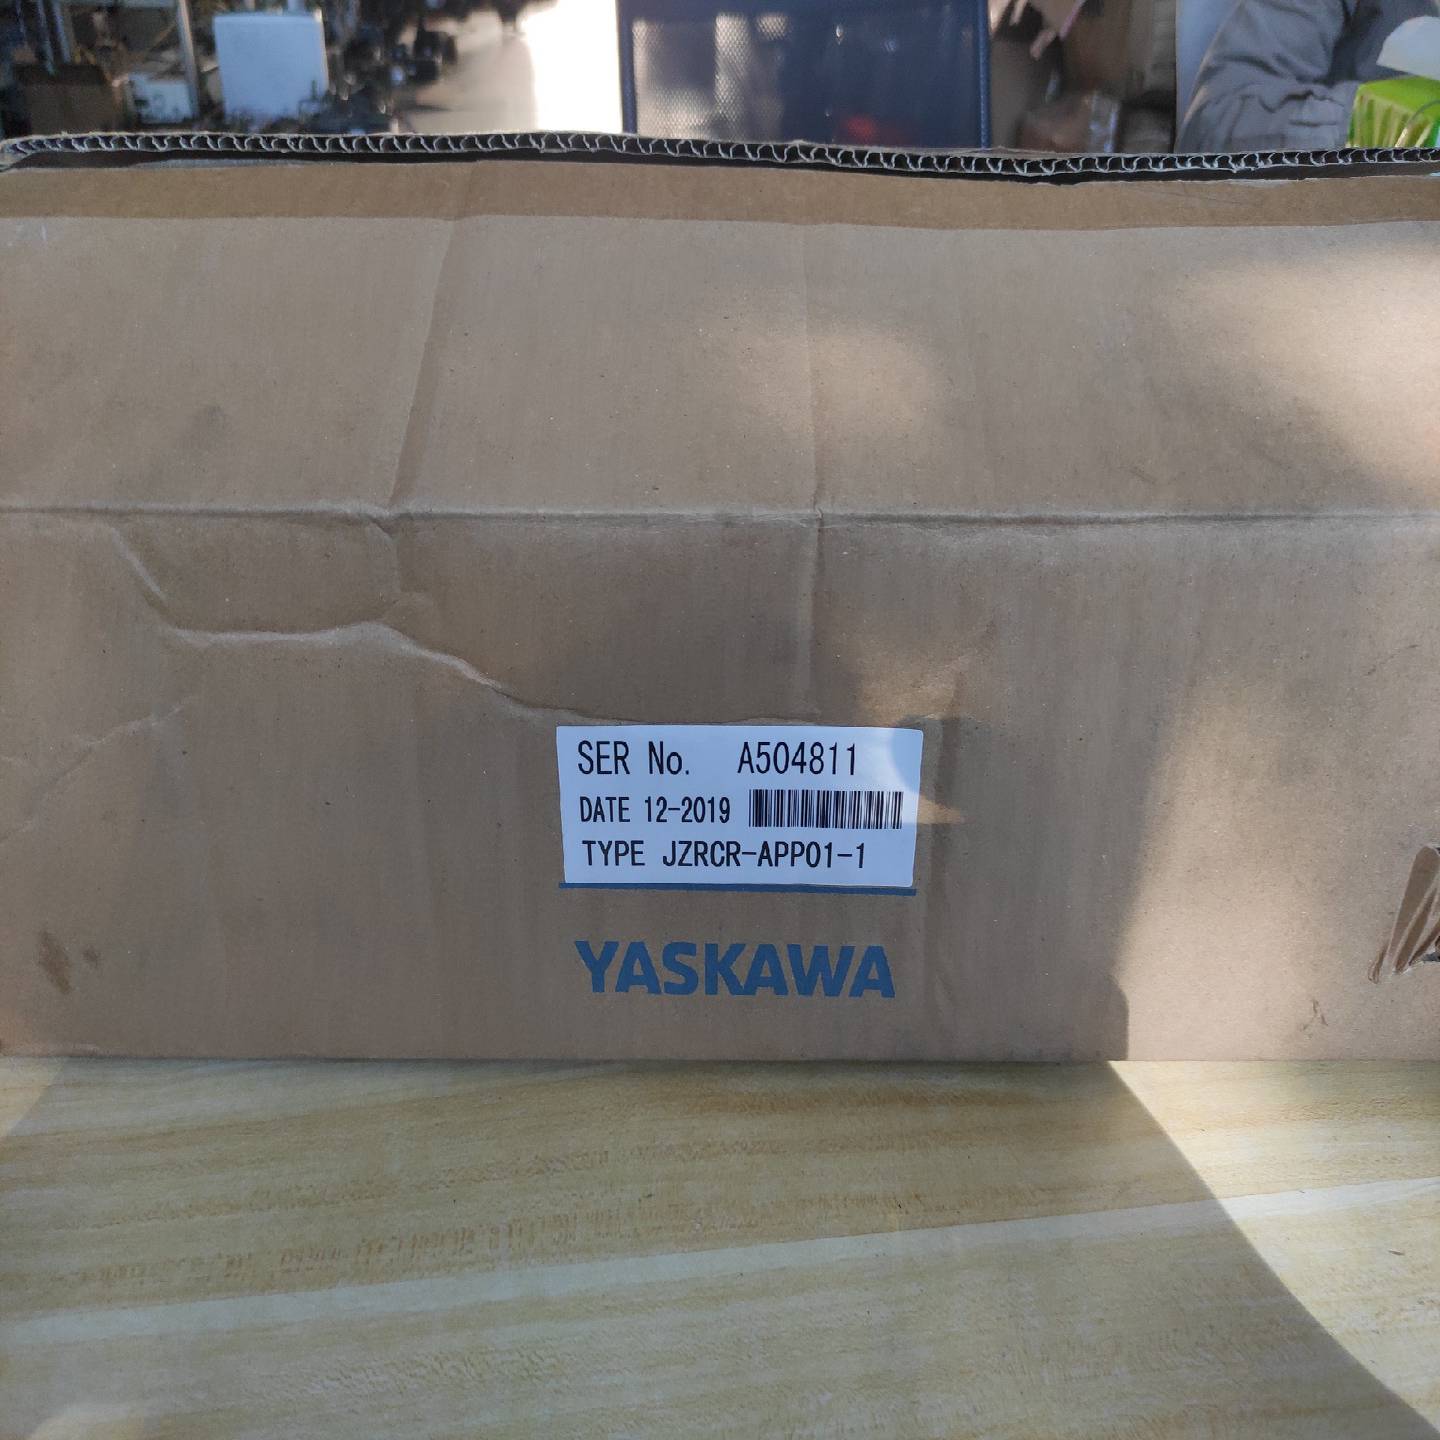 SER No. A504811
DATE 12-2019
TYPE JZRCR-APP01-1
YASKAWA